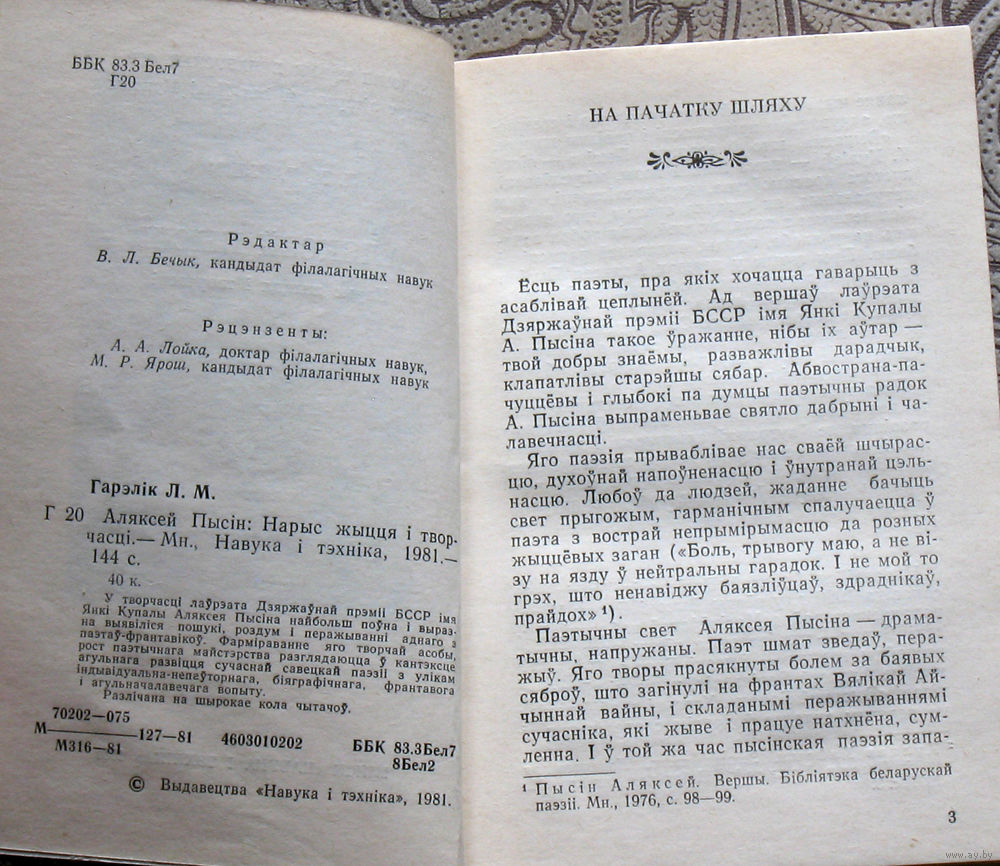 ББК 83.3 Бел7
Г20
Рэдактар
В. Л. Бечык, кандыдат філалагічных навук
Рэцэнзенты:
А. А. Лойка, доктар філалагічных навук,
М. Р. Ярош, кандыдат філалагічных навук
Гарэлік Л. М.
Г 20 Аляксей Пысін: Нарыс жыцця і твор-
часці.— Мн., Навука і тэхніка, 1981.—
144 с.
40 к.
У творчасці лаўрэата Дзяржаўнай прэміі БССР імя
Янкі Купалы Аляксея Пысіна найбольш поўна і выраз-
на выявіліся пошукі, роздум і перажыванні аднаго з
паэтаў-франтавікоў. Фарміраванне яго творчай асобы,
рост паэтычнага майстэрства разглядаюцца ў кантэксце
агульнага развіцця сучаснай савецкай паэзіі з улікам
індывідуальна-непаўторнага, біяграфічнага, франтавога
і агульначалавечага вопыту.
Разлічана на шырокае кола чытачоў.
70202—075
М————127—81 4603010202 ББК 83.3Бел7
М316—81 8Бел2
© Выдавецтва «Навука і тэхніка», 1981.
НА ПАЧАТКУ ШЛЯХУ
Ёсць паэты, пра якіх хочацца гаварыць з
асаблівай цеплынёй. Ад вершаў лаўрэата
Дзяржаўнай прэміі БССР імя Янкі Купалы
А. Пысіна такое ўражанне, нібы іх аўтар —
твой добры знаёмы, разважлівы дарадчык,
клапатлівы старэйшы сябар. Абвострана-па-
чуццёвы і глыбокі па думцы паэтычны радок
А. Пысіна выпраменьвае святло дабрыні і ча-
лавечнасці.
Яго паэзія прываблівае нас сваёй шчырас-
цю, духоўнай напоўненасцю і ўнутранай цэль-
насцю. Любоў да людзей, жаданне бачыць
свет прыгожым, гарманічным спалучаецца ў
паэта з вострай непрымірымасцю да розных
жыццёвых заган («Боль, трывогу маю, а не ві-
зу на язду ў нейтральны гарадок. І не мой то
грэх, што ненавіджу баязліўцаў, здраднікаў,
прайдох» ¹).
Паэтычны свет Аляксея Пысіна — драма-
тычны, напружаны. Паэт шмат зведаў, пера-
жыў. Яго творы прасякнуты болем за баявых
сяброў, што загінулі на франтах Вялікай Ай-
чыннай вайны, і складанымі перажываннямі
сучасніка, які жыве і працуе натхнёна, сум-
ленна. І ў той жа час пысінская паэзія запа-
¹ Пысін Аляксей. Вершы. Бібліятэка беларускай
паэзіі. Мн., 1976, с. 98—99.
3
www.ay.by